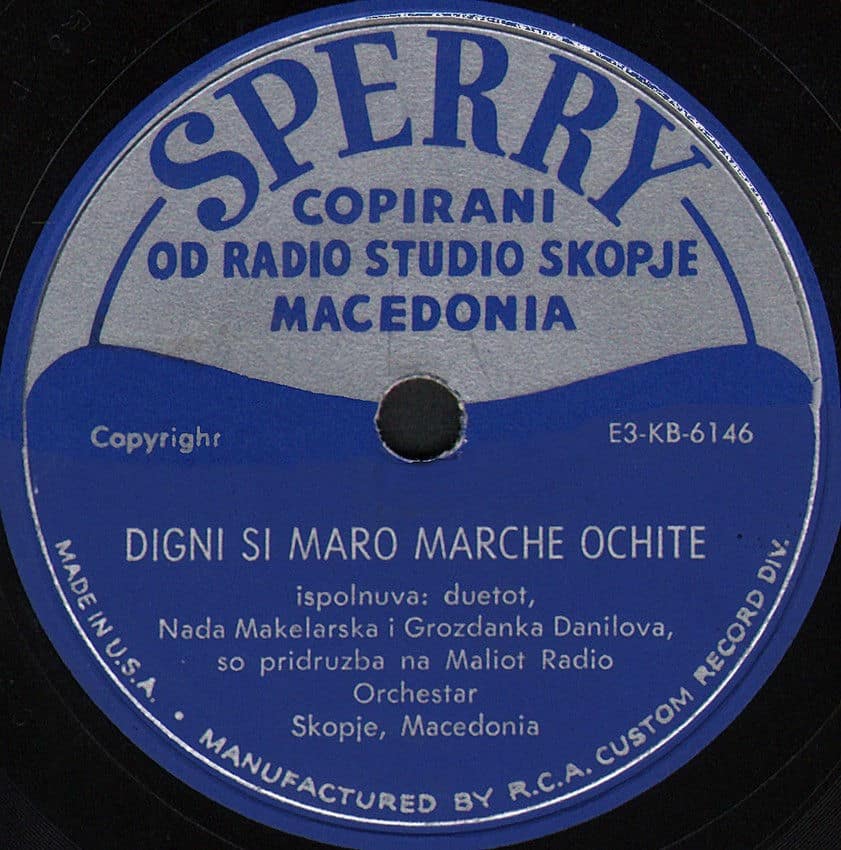 SPERRY
COPIRANI
OD RADIO STUDIO SKOPJE
MACEDONIA
Copyright
E3-KB-6146
DIGNI SI MARO MARCHE OCHITE
ispolnuva: duetot,
Nada Makelarska i Grozdanka Danilova,
so pridruzba na Maliot Radio
Orchestar
Skopje, Macedonia
MADE IN U.S.A. • MANUFACTURED BY R.C.A. CUSTOM RECORD DIV.